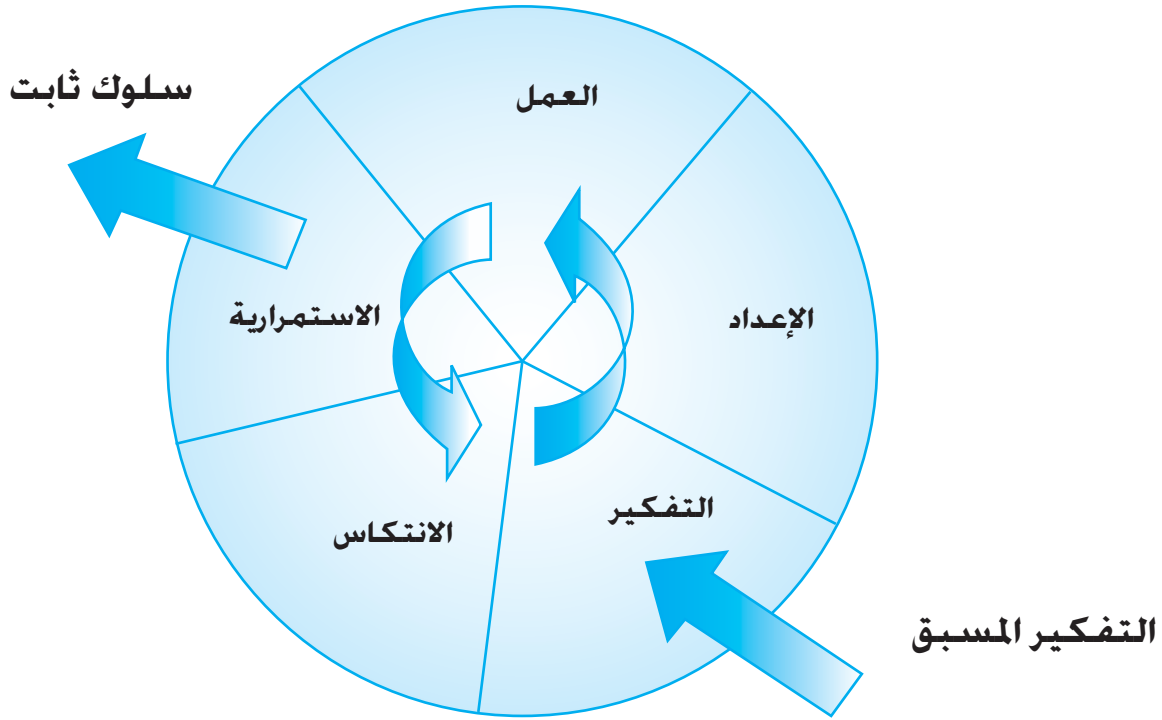 سلوك ثابت
العمل
الاستمرارية
الإعداد
التفكير
الانتكاس
التفكير المسبق